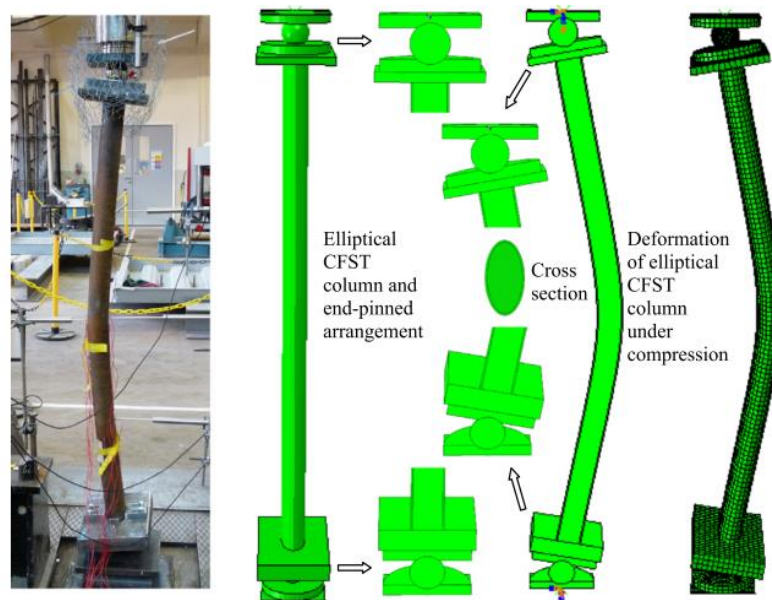 Elliptical
CFST
column and
end-pinned
arrangement
Cross
section
Deformation
of elliptical
CFST
column
under
compression